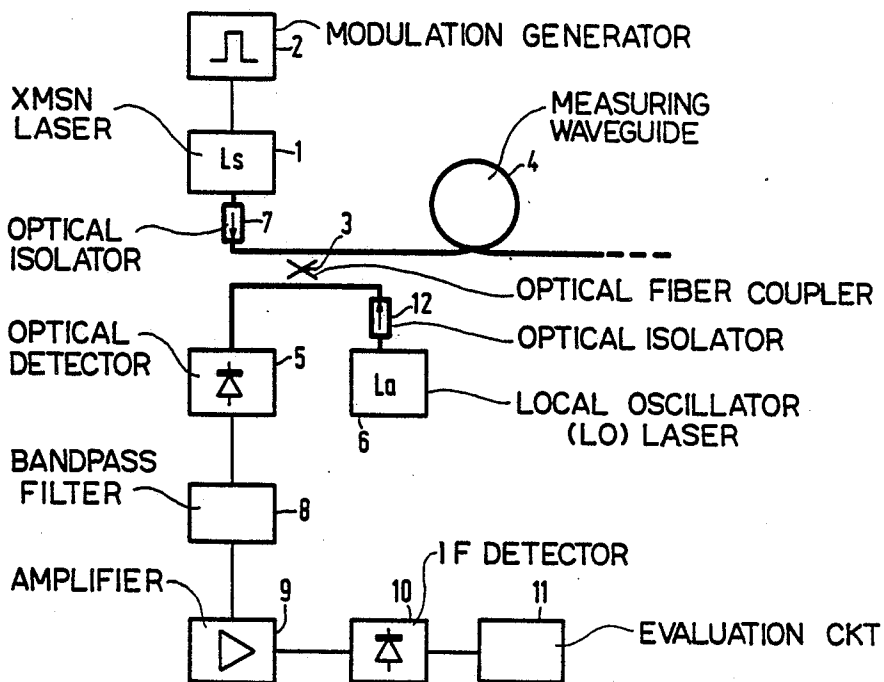 MODULATION GENERATOR
2
XMSN
LASER
Ls
1
MEASURING
WAVEGUIDE
4
OPTICAL
ISOLATOR
7
3
OPTICAL FIBER COUPLER
12
OPTICAL ISOLATOR
OPTICAL
DETECTOR
5
La
6
LOCAL OSCILLATOR
(LO) LASER
BANDPASS
FILTER
8
AMPLIFIER
9
IF DETECTOR
10
11
EVALUATION CKT